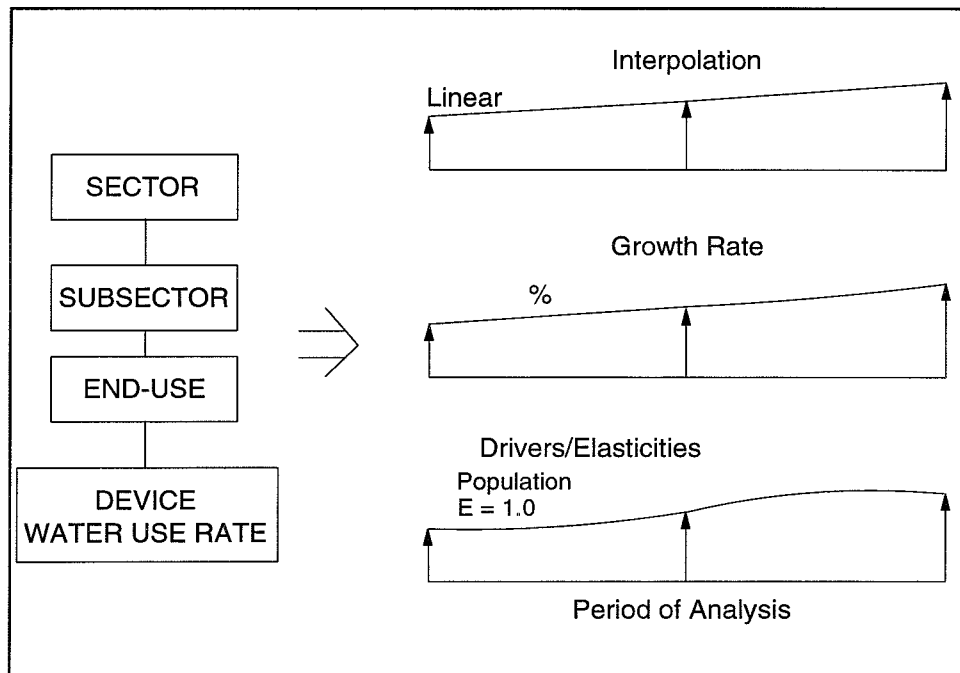 SECTOR
SUBSECTOR
END-USE
DEVICE
WATER USE RATE
Interpolation
Linear
Growth Rate
%
Drivers/Elasticities
Population
E = 1.0
Period of Analysis